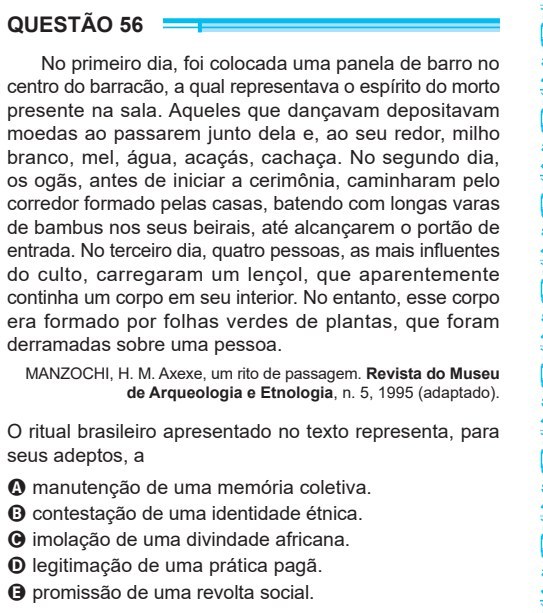 QUESTÃO 56
No primeiro dia, foi colocada uma panela de barro no
centro do barracão, a qual representava o espírito do morto
presente na sala. Aqueles que dançavam depositavam
moedas ao passarem junto dela e, ao seu redor, milho
branco, mel, água, acaçás, cachaça. No segundo dia,
os ogãs, antes de iniciar a cerimônia, caminharam pelo
corredor formado pelas casas, batendo com longas varas
de bambus nos seus beirais, até alcançarem o portão de
entrada. No terceiro dia, quatro pessoas, as mais influentes
do culto, carregaram um lençol, que aparentemente
continha um corpo em seu interior. No entanto, esse corpo
era formado por folhas verdes de plantas, que foram
derramadas sobre uma pessoa.
MANZOCHI, H. M. Axexe, um rito de passagem. Revista do Museu
de Arqueologia e Etnologia, n. 5, 1995 (adaptado).
O ritual brasileiro apresentado no texto representa, para
seus adeptos, a
A manutenção de uma memória coletiva.
B contestação de uma identidade étnica.
C imolação de uma divindade africana.
D legitimação de uma prática pagã.
E promissão de uma revolta social.